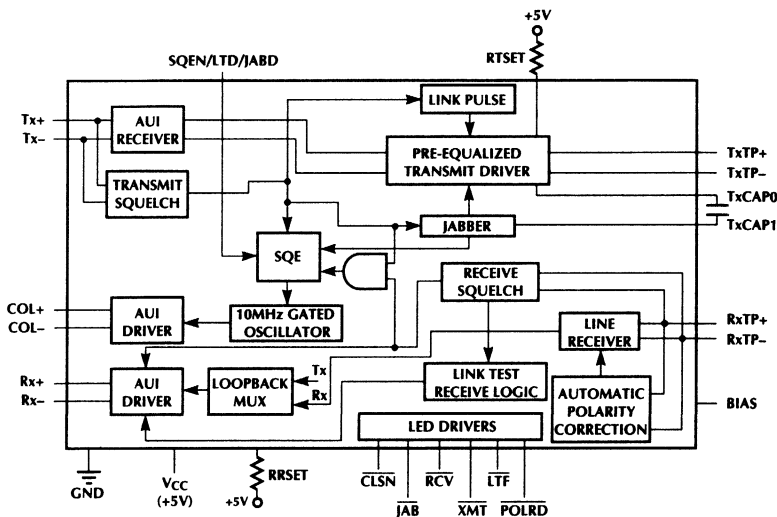 +5V
SQEN/LTD/JABD
RTSET
LINK PULSE
Tx+
Tx–
AUI
RECEIVER
PRE-EQUALIZED
TRANSMIT DRIVER
TxTP+
TxTP–
TRANSMIT
SQUELCH
TxCAP0
JABBER
TxCAP1
SQE
RECEIVE
SQUELCH
COL+
COL–
AUI
DRIVER
10MHz GATED
OSCILLATOR
LINE
RECEIVER
RxTP+
RxTP–
Rx+
Rx–
AUI
DRIVER
LOOPBACK
MUX
Tx
Rx
LINK TEST
RECEIVE LOGIC
AUTOMATIC
POLARITY
CORRECTION
BIAS
LED DRIVERS
GND
VCC
(+5V)
RRSET
+5V
CLSN
RCV
LTF
JAB
XMT
POLRD